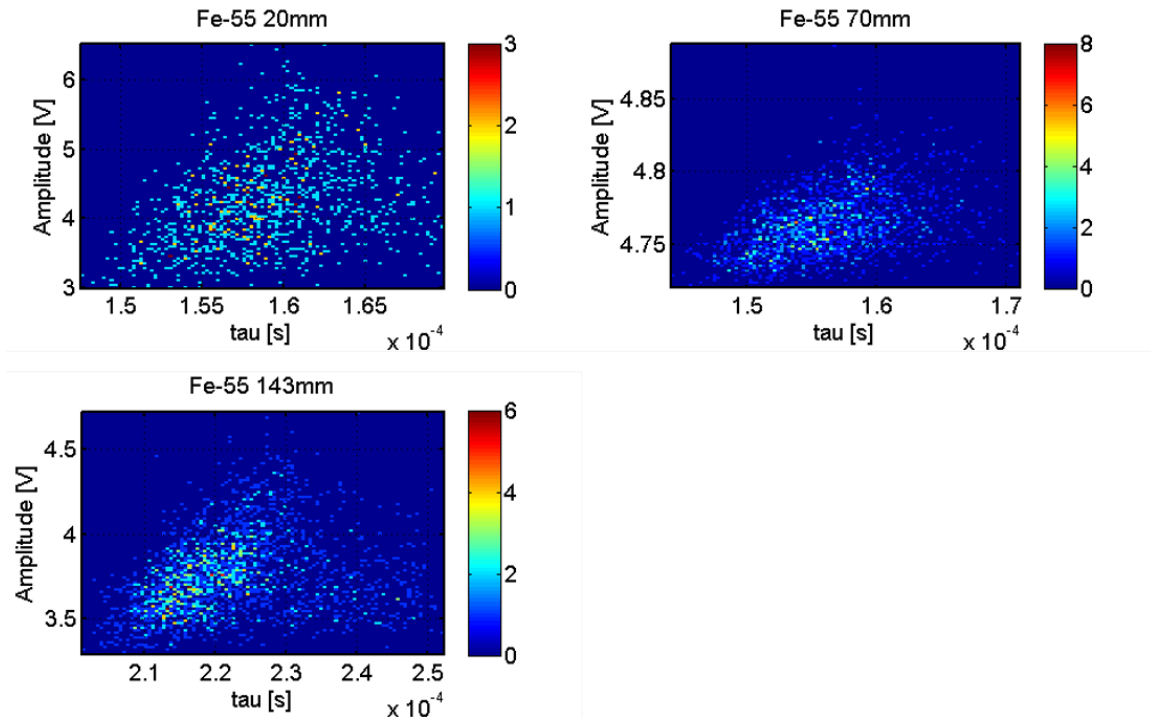 Fe-55 20mm
Amplitude [V]
6
5
4
3
1.5
1.55
1.6
1.65
tau [s]
x 10-4
3
2
1
0
Fe-55 70mm
Amplitude [V]
4.85
4.8
4.75
1.5
1.6
1.7
tau [s]
x 10-4
8
6
4
2
0
Fe-55 143mm
Amplitude [V]
4.5
4
3.5
2.1
2.2
2.3
2.4
2.5
tau [s]
x 10-4
6
4
2
0